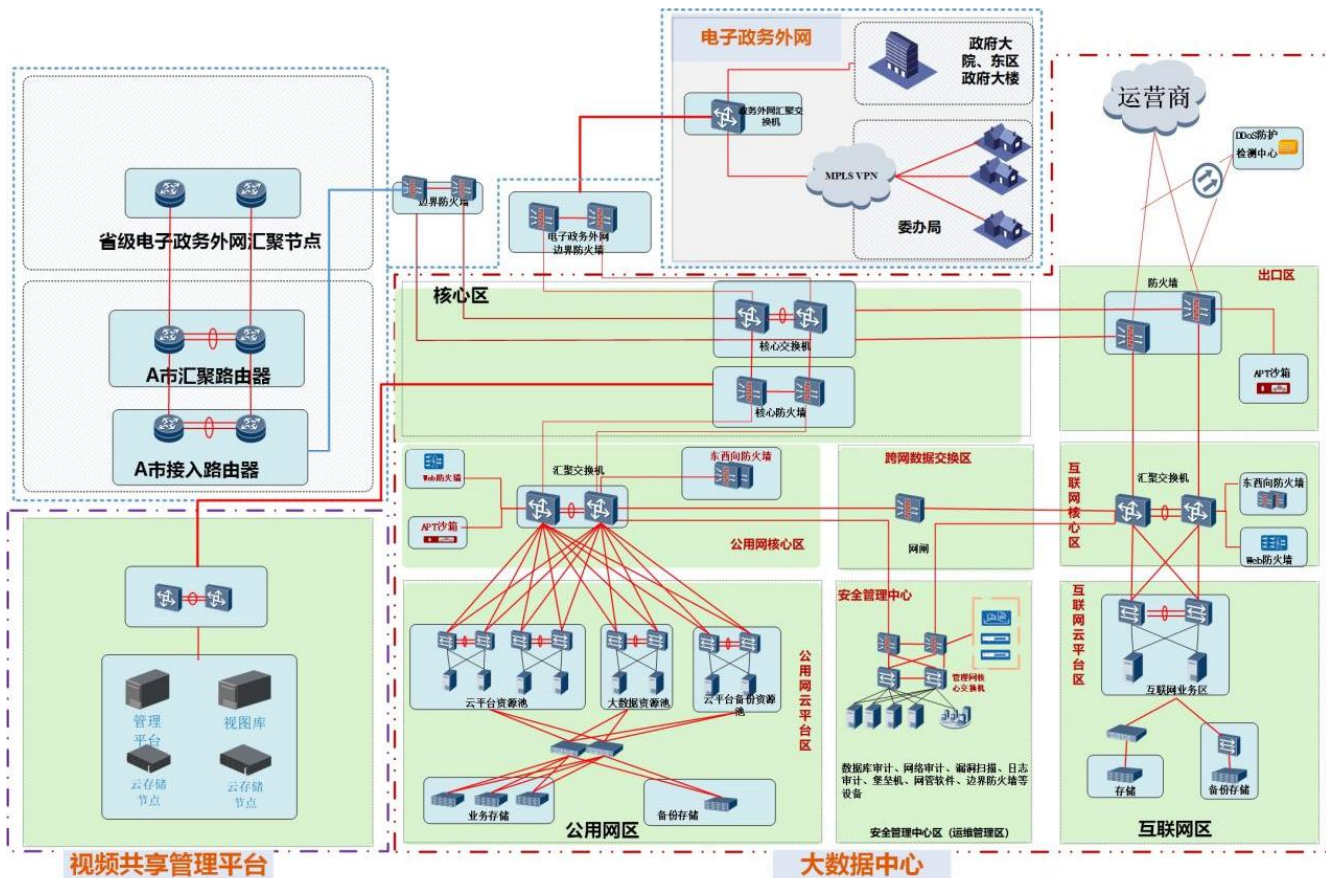 电子政务外网
政府大
院、东区
政府大楼
政务外网汇聚交
换机
MPLS VPN
委办局
运营商
DDoS防护
检测中心
省级电子政务外网汇聚节点
A市汇聚路由器
A市接入路由器
边界防火墙
电子政务外网
边界防火墙
核心区
核心交换机
核心防火墙
出口区
防火墙
APT沙箱
Web防火墙
APT沙箱
汇聚交换机
东西向防火墙
公用网核心区
跨网数据交换区
网闸
互联网核心区
汇聚交换机
东西向防火墙
Web防火墙
云平台资源池
大数据资源池
云平台备份资源
池
公用网云平台区
业务存储
备份存储
公用网区
安全管理中心
管理网核
心交换机
数据库审计、网络审计、漏洞扫描、日志
审计、堡垒机、网管软件、边界防火墙等
设备
安全管理中心区（运维管理区）
互联网云平台区
互联网业务区
存储
备份存储
互联网区
管理
平台
视图库
云存储
节点
云存储
节点
视频共享管理平台
大数据中心